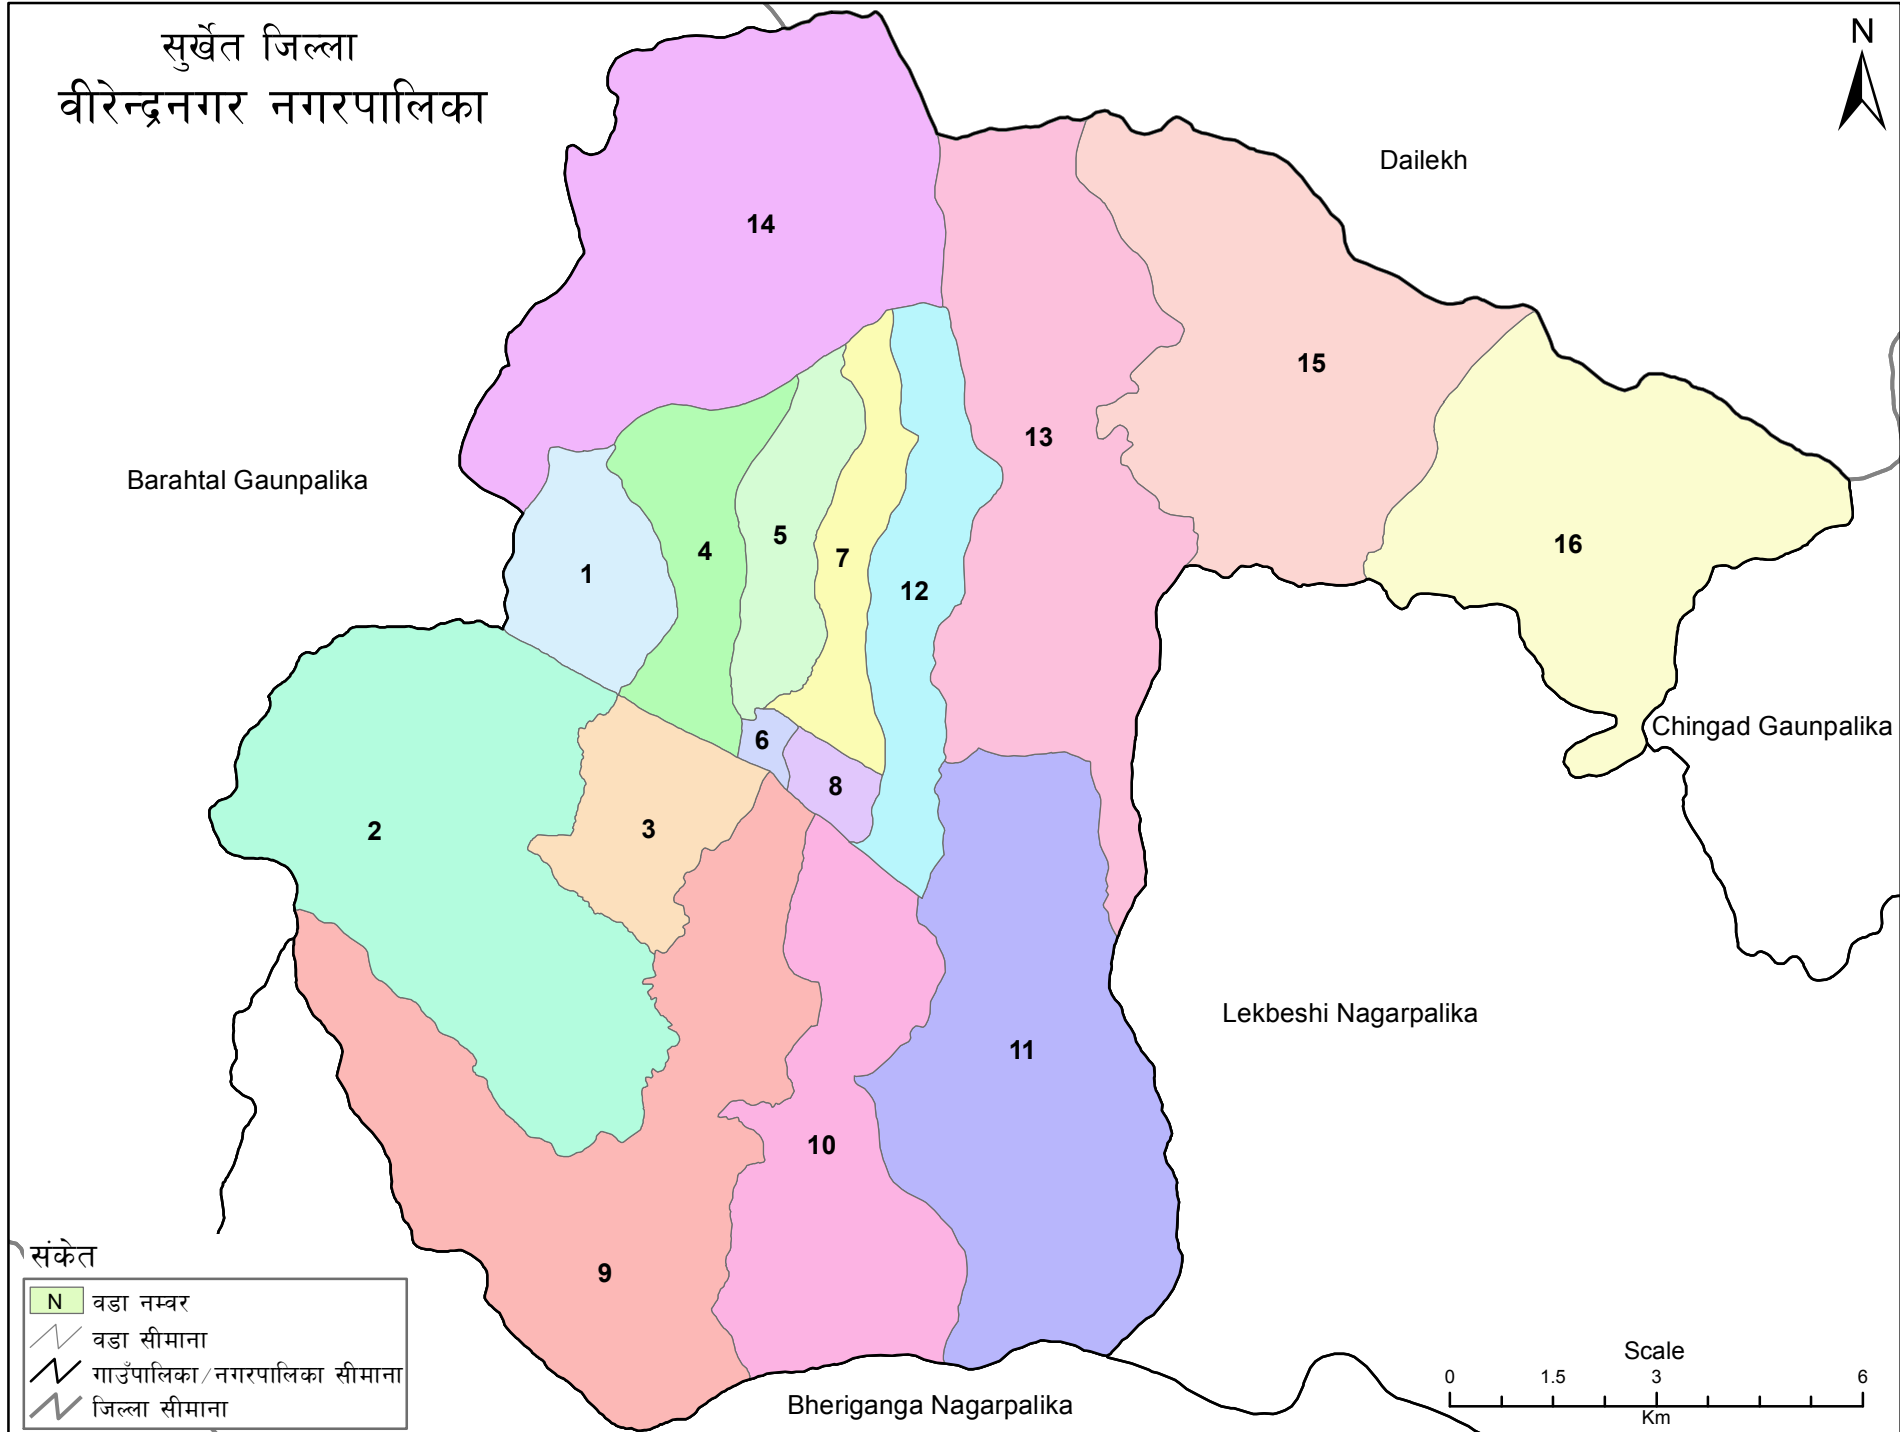 सुर्खेत जिल्ला
वीरेन्द्रनगर नगरपालिका
N
Dailekh
14
15
13
Barahtal Gaunpalika
5
16
4
7
1
12
Chingad Gaunpalika
6
8
3
2
Lekbeshi Nagarpalika
11
10
9
संकेत
N वडा नम्वर
वडा सीमाना
गाउँपालिका/नगरपालिका सीमाना
जिल्ला सीमाना
Bheriganga Nagarpalika
Scale
0 1.5 3 6
Km